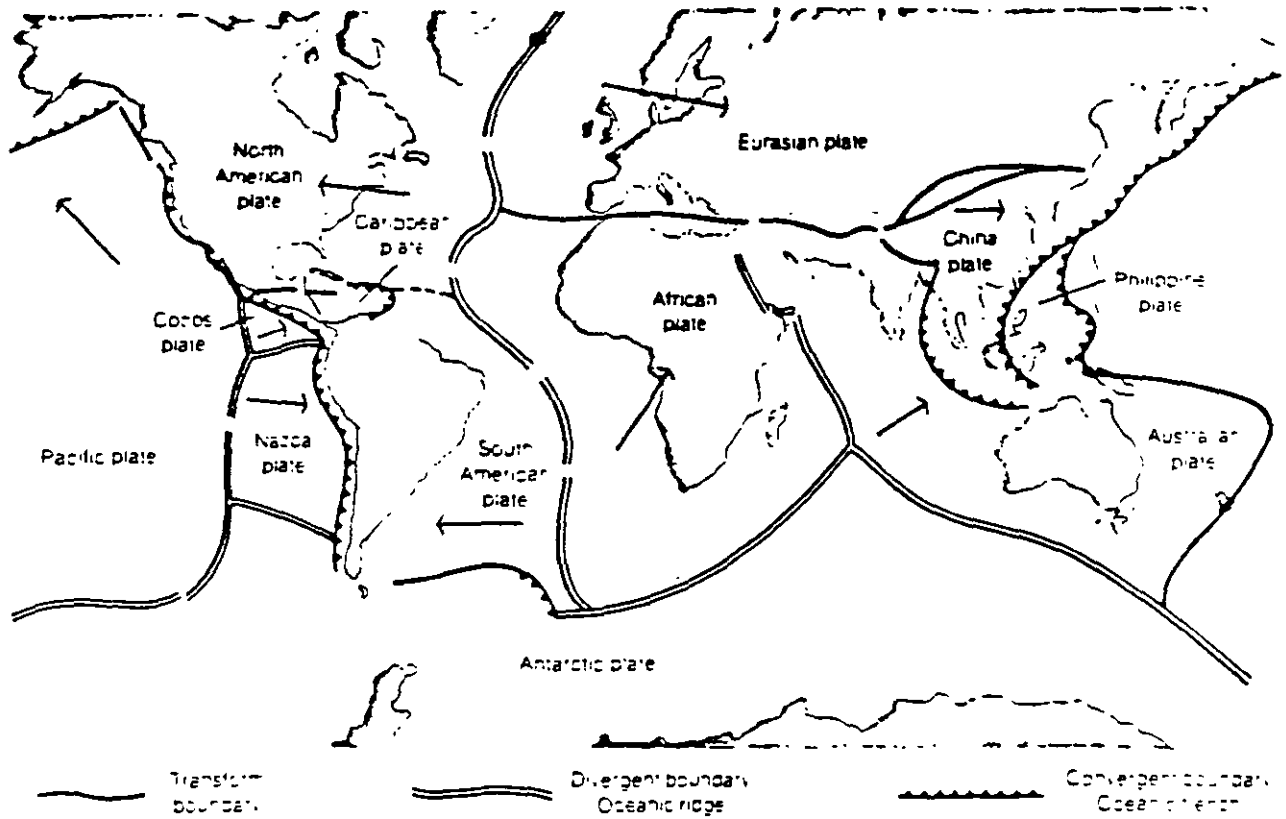 North
American
plate
Caribbean
plate
Eurasian plate
China
plate
Philippine
plate
Cocos
plate
African
plate
Pacific plate
Nazca
plate
South
American
plate
Australian
plate
Antarctic plate
Transform
boundary
Divergent boundary
Oceanic ridge
Convergent boundary
Oceanic trench